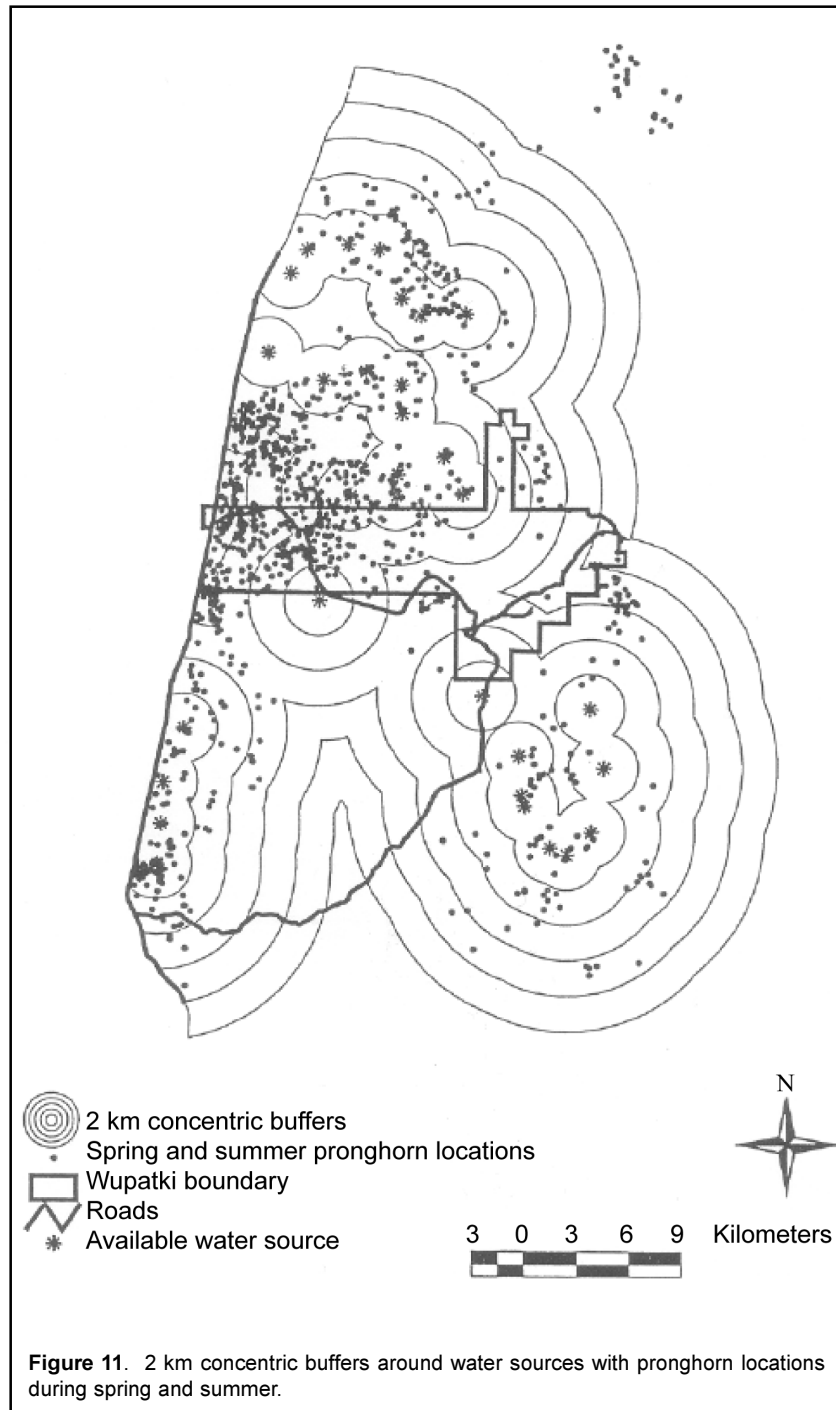 2 km concentric buffers
Spring and summer pronghorn locations
Wupatki boundary
Roads
Available water source
N
3 0 3 6 9 Kilometers
Figure 11. 2 km concentric buffers around water sources with pronghorn locations
during spring and summer.